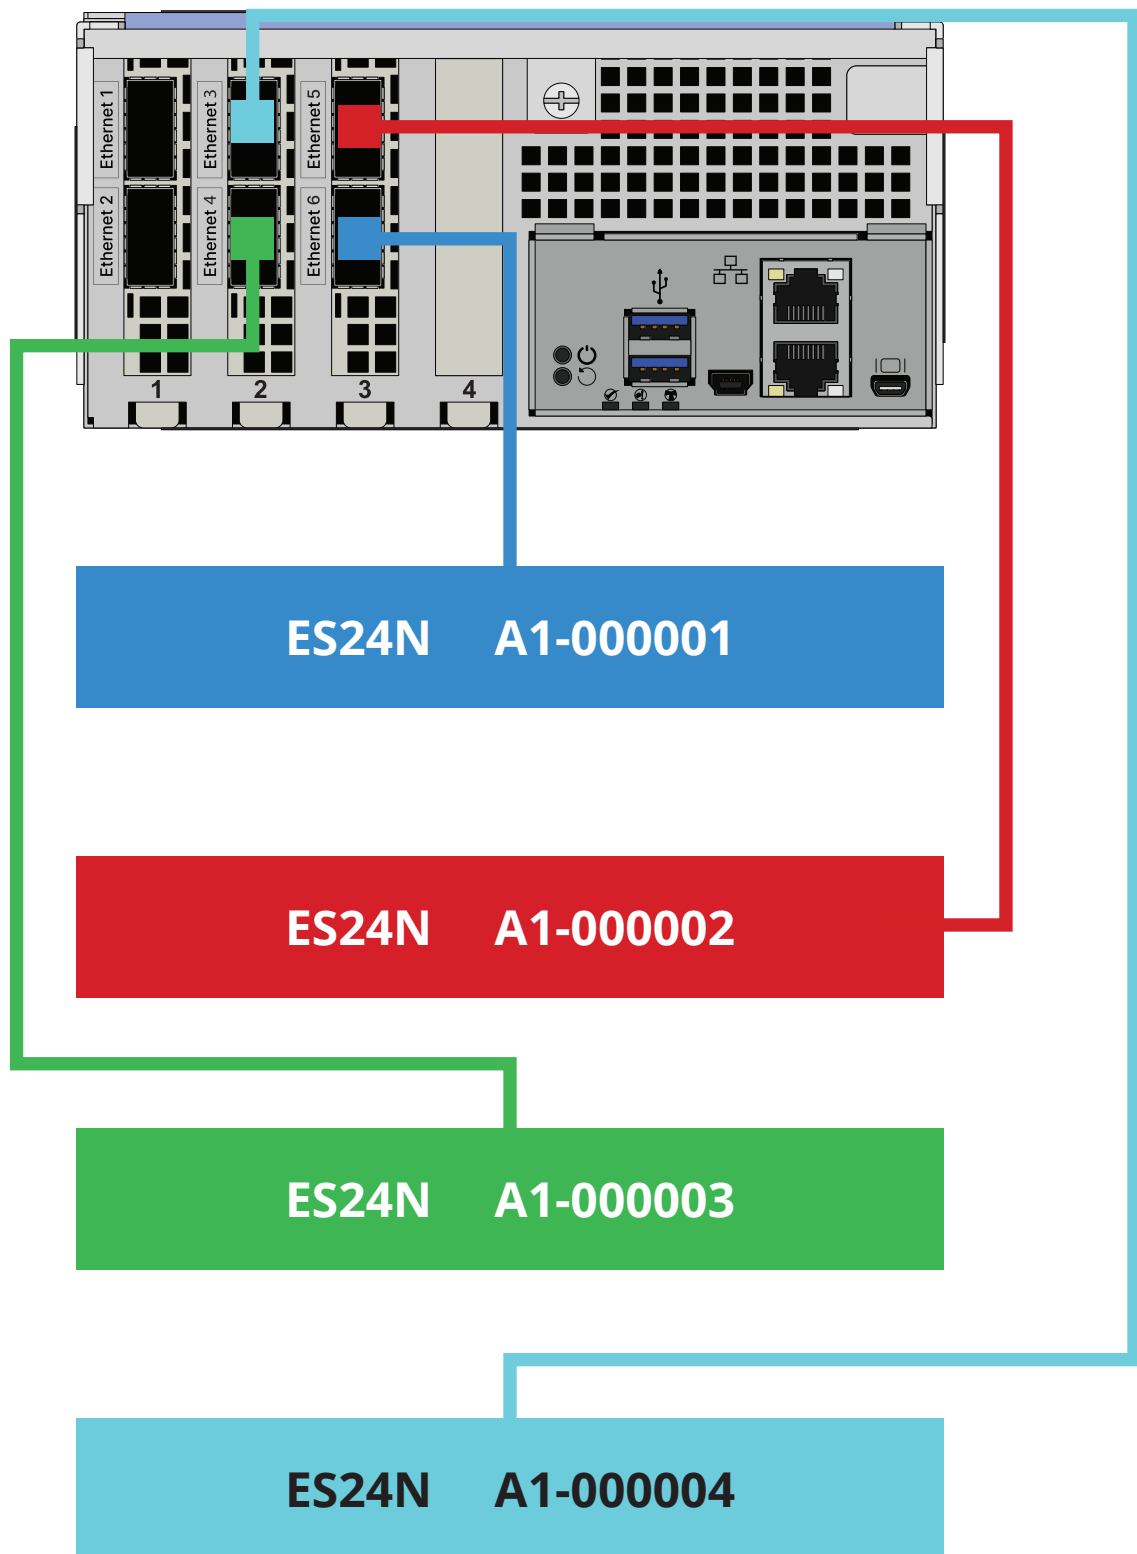 Ethernet 1
Ethernet 3
Ethernet 5
Ethernet 2
Ethernet 4
Ethernet 6
1
2
3
4
ES24N A1-000001
ES24N A1-000002
ES24N A1-000003
ES24N A1-000004